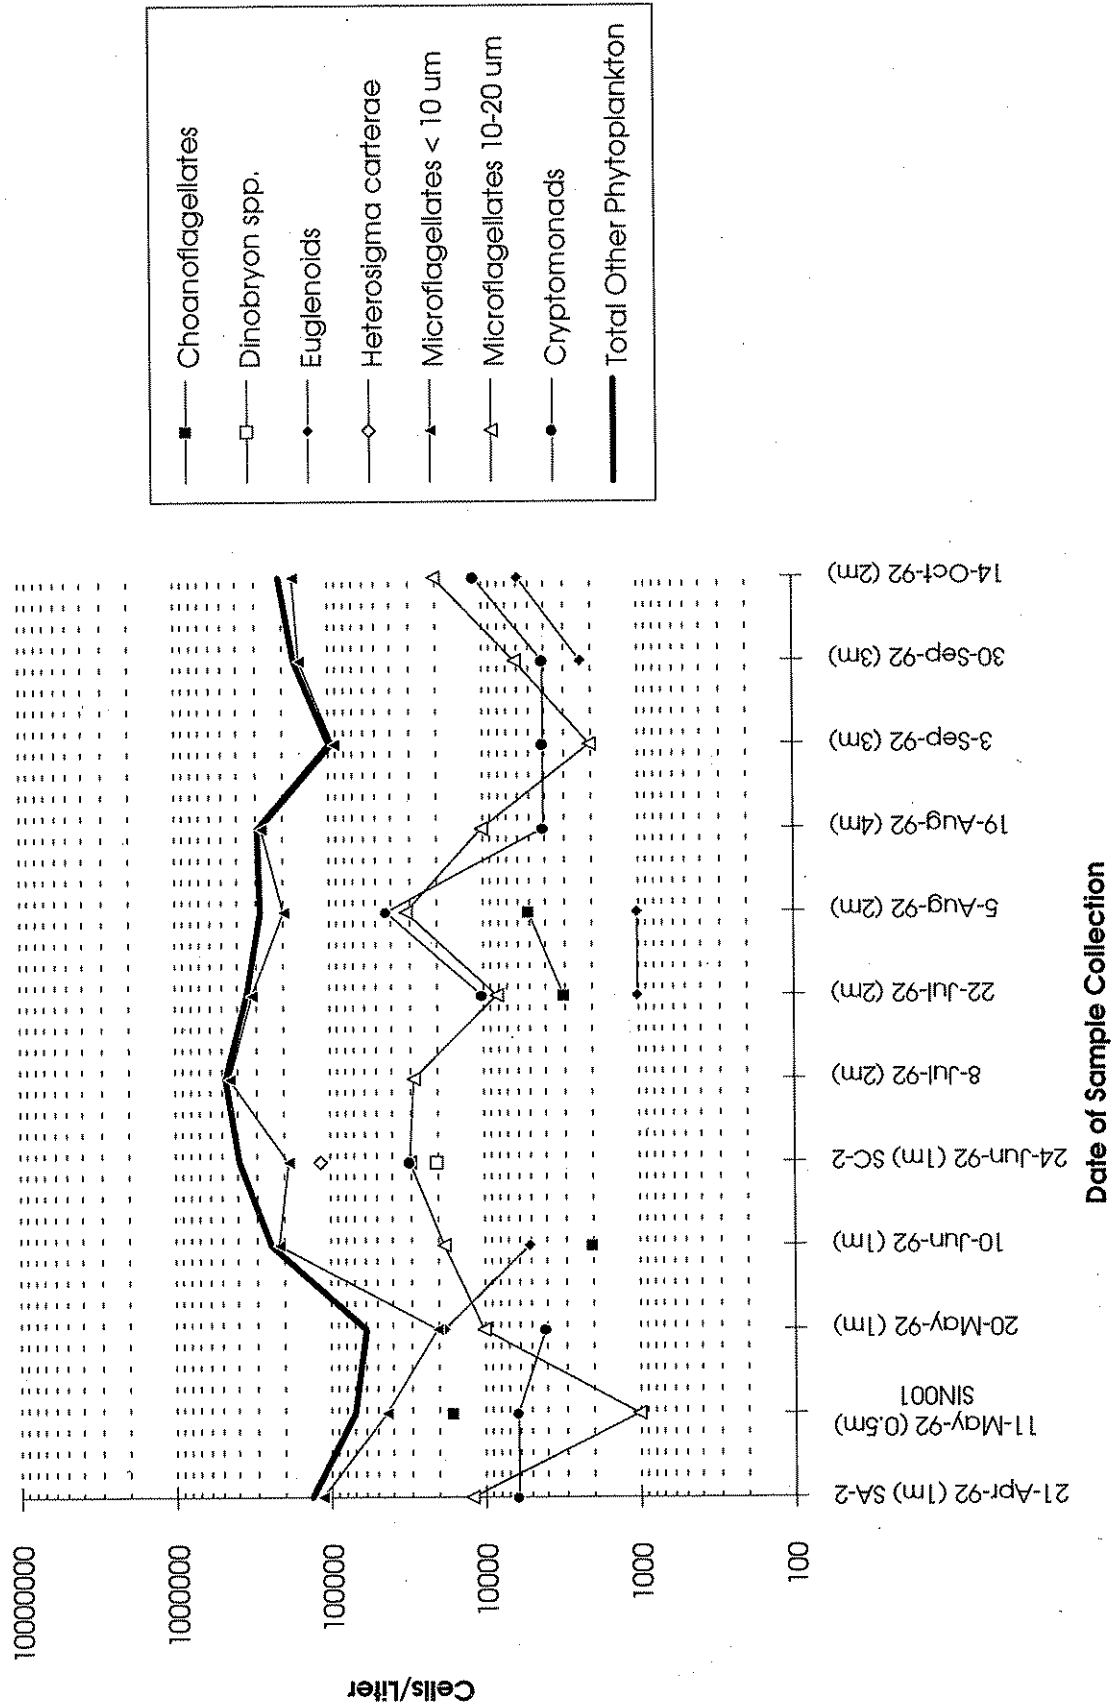 10000000
1000000
100000
10000
1000
100
Cells/Liter
21-Apr-92 (1m) SA-2
11-May-92 (0.5m)
SIN001
20-May-92 (1m)
10-Jun-92 (1m)
24-Jun-92 (1m) SC-2
8-Jul-92 (2m)
22-Jul-92 (2m)
5-Aug-92 (2m)
19-Aug-92 (4m)
3-Sep-92 (3m)
30-Sep-92 (3m)
14-Oct-92 (2m)
Date of Sample Collection
Choanoflagellates
Dinobryon spp.
Euglenoids
Heterosigma carterae
Microflagellates < 10 um
Microflagellates 10-20 um
Cryptomonads
Total Other Phytoplankton